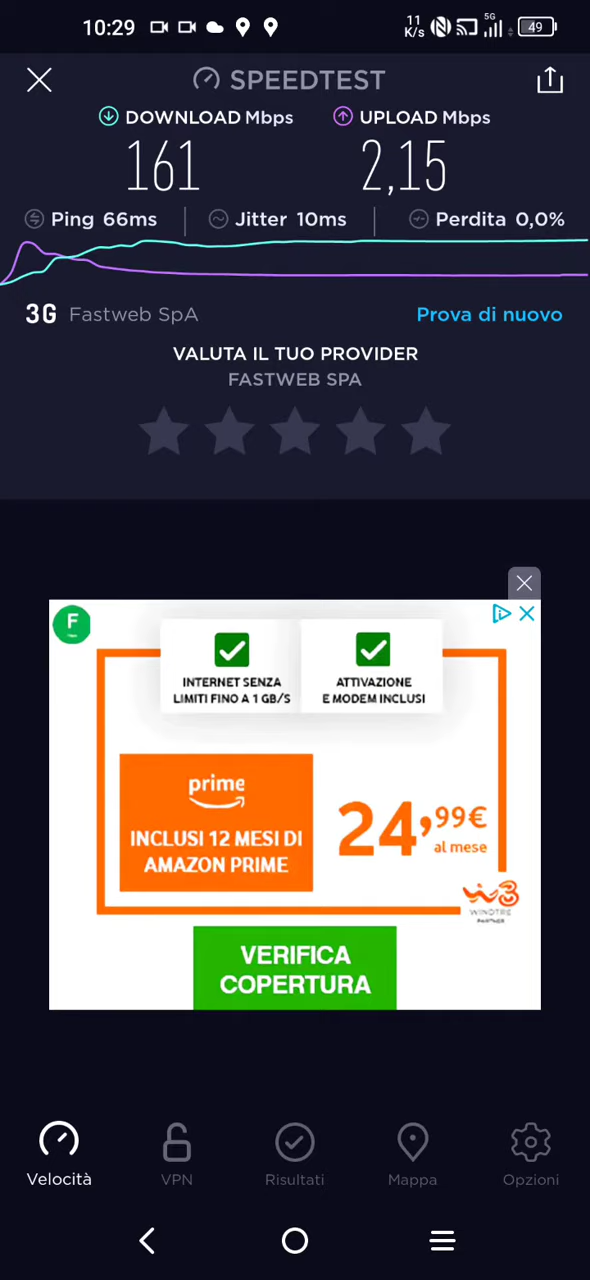 10:29
11 K/s
5G
49
SPEEDTEST
DOWNLOAD Mbps
UPLOAD Mbps
161
2,15
Ping 66ms
Jitter 10ms
Perdita 0,0%
3G Fastweb SpA
Prova di nuovo
VALUTA IL TUO PROVIDER
FASTWEB SPA
F
INTERNET SENZA
LIMITI FINO A 1 GB/S
ATTIVAZIONE
E MODEM INCLUSI
prime
INCLUSI 12 MESI DI
AMAZON PRIME
24,99€
al mese
W3
WINDTRE
PARTNER
VERIFICA
COPERTURA
Velocità
VPN
Risultati
Mappa
Opzioni